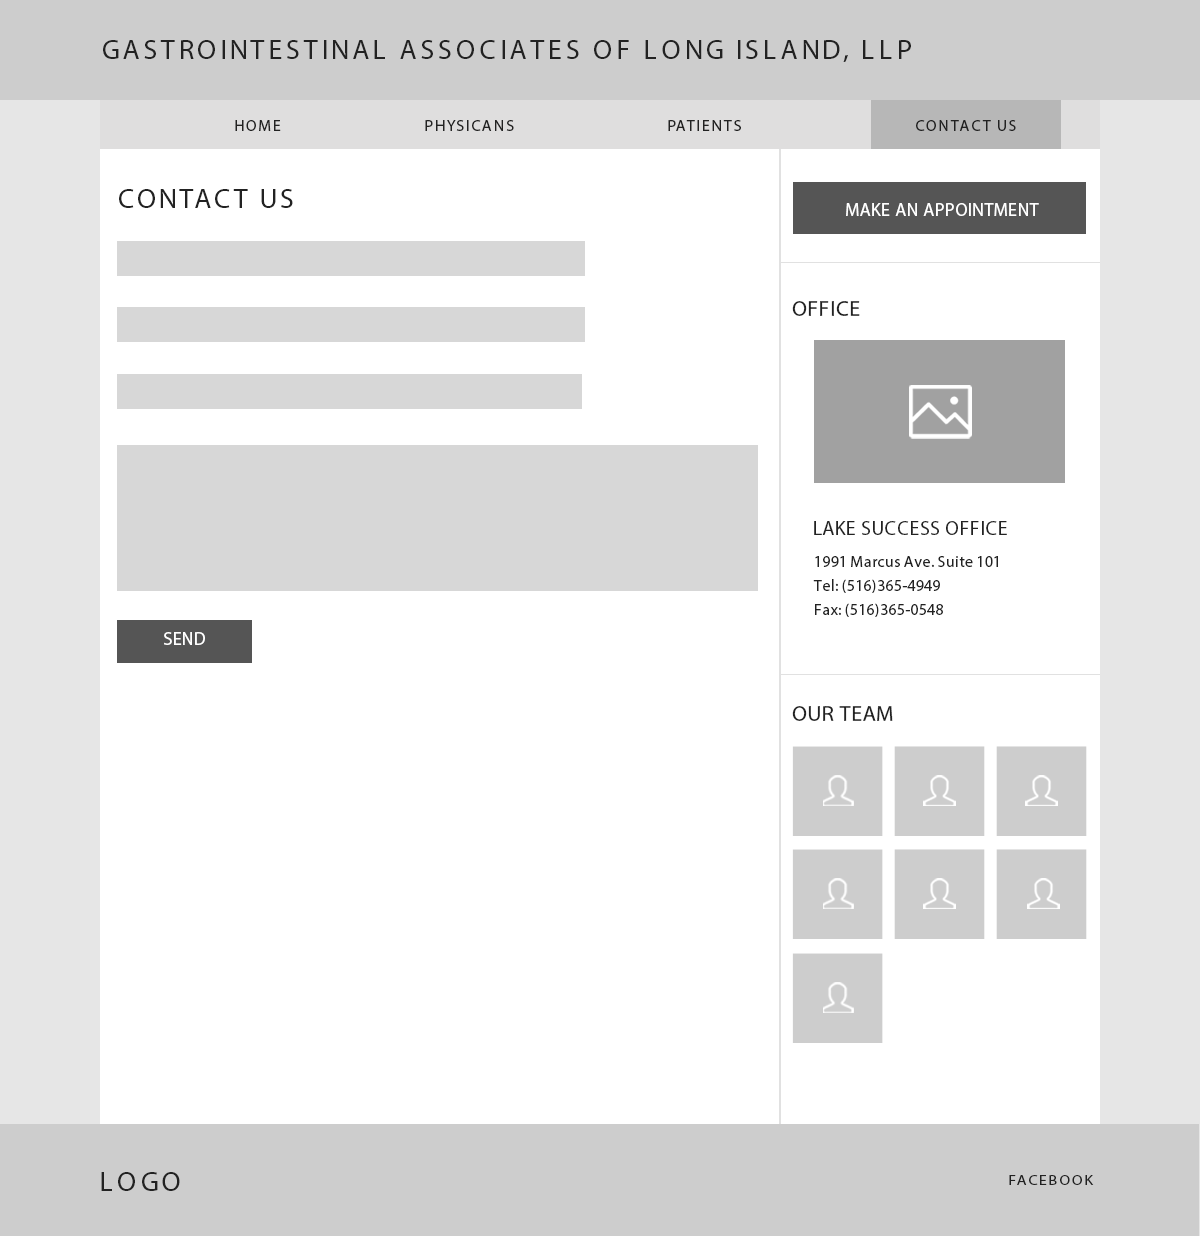 GASTROINTESTINAL ASSOCIATES OF LONG ISLAND, LLP
HOME
PHYSICANS
PATIENTS
CONTACT US
CONTACT US
SEND
MAKE AN APPOINTMENT
OFFICE
LAKE SUCCESS OFFICE
1991 Marcus Ave. Suite 101
Tel: (516)365-4949
Fax: (516)365-0548
OUR TEAM
LOGO
FACEBOOK